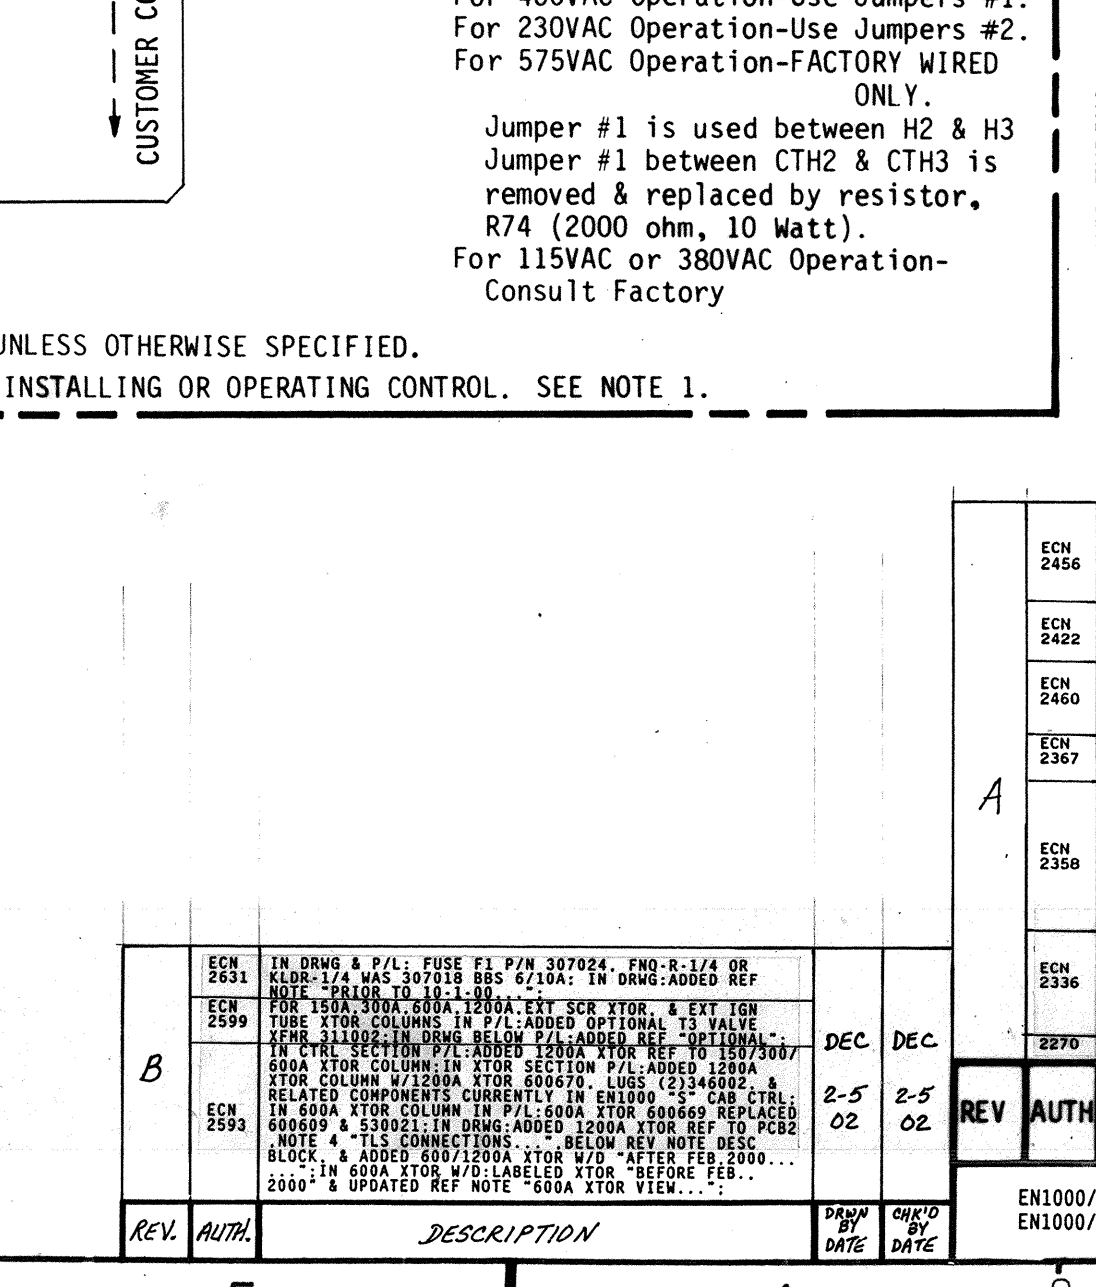 For 230VAC Operation-Use Jumpers #2.
For 575VAC Operation-FACTORY WIRED
ONLY.
Jumper #1 is used between H2 & H3
Jumper #1 between CTH2 & CTH3 is
removed & replaced by resistor,
R74 (2000 ohm, 10 Watt).
For 115VAC or 380VAC Operation-
Consult Factory
CUSTOMER
UNLESS OTHERWISE SPECIFIED.
INSTALLING OR OPERATING CONTROL. SEE NOTE 1.
A
ECN
2456
ECN
2422
ECN
2460
ECN
2367
ECN
2358
ECN
2336
2270
REV AUTH
EN1000/
EN1000/
B
ECN
2631
IN DRWG & P/L: FUSE F1 P/N 307024, FNQ-R-1/4 OR
KLDR-1/4 WAS 307018 BBS 6/10A; IN DRWG:ADDED REF
NOTE "PRIOR TO 10-1-00...";
ECN
2599
FOR 150A,300A,600A,1200A,EXT SCR XTOR, & EXT IGN
TUBE XTOR COLUMNS IN P/L:ADDED OPTIONAL T3 VALVE
XFMR 311002;IN DRWG BELOW P/L:ADDED REF "OPTIONAL";
ECN
2593
IN CTRL SECTION P/L:ADDED 1200A XTOR REF TO 150/300/
600A XTOR COLUMN;IN XTOR SECTION P/L:ADDED 1200A
XTOR COLUMN W/1200A XTOR 600670, LUGS (2)346002, &
RELATED COMPONENTS CURRENTLY IN EN1000 "S" CAB CTRL;
IN 600A XTOR COLUMN IN P/L:600A XTOR 600669 REPLACED
600609 & 530021;IN DRWG:ADDED 1200A XTOR REF TO PCB2
,NOTE 4 "TLS CONNECTIONS...",BELOW REV NOTE DESC
BLOCK, & ADDED 600/1200A XTOR W/D "AFTER FEB.2000...
...";IN 600A XTOR W/D:LABELED XTOR "BEFORE FEB..
2000" & UPDATED REF NOTE "600A XTOR VIEW...";
DEC
2-5
02
DEC
2-5
02
REV. AUTH. DESCRIPTION
DRWN
BY
DATE
CHK'D
BY
DATE